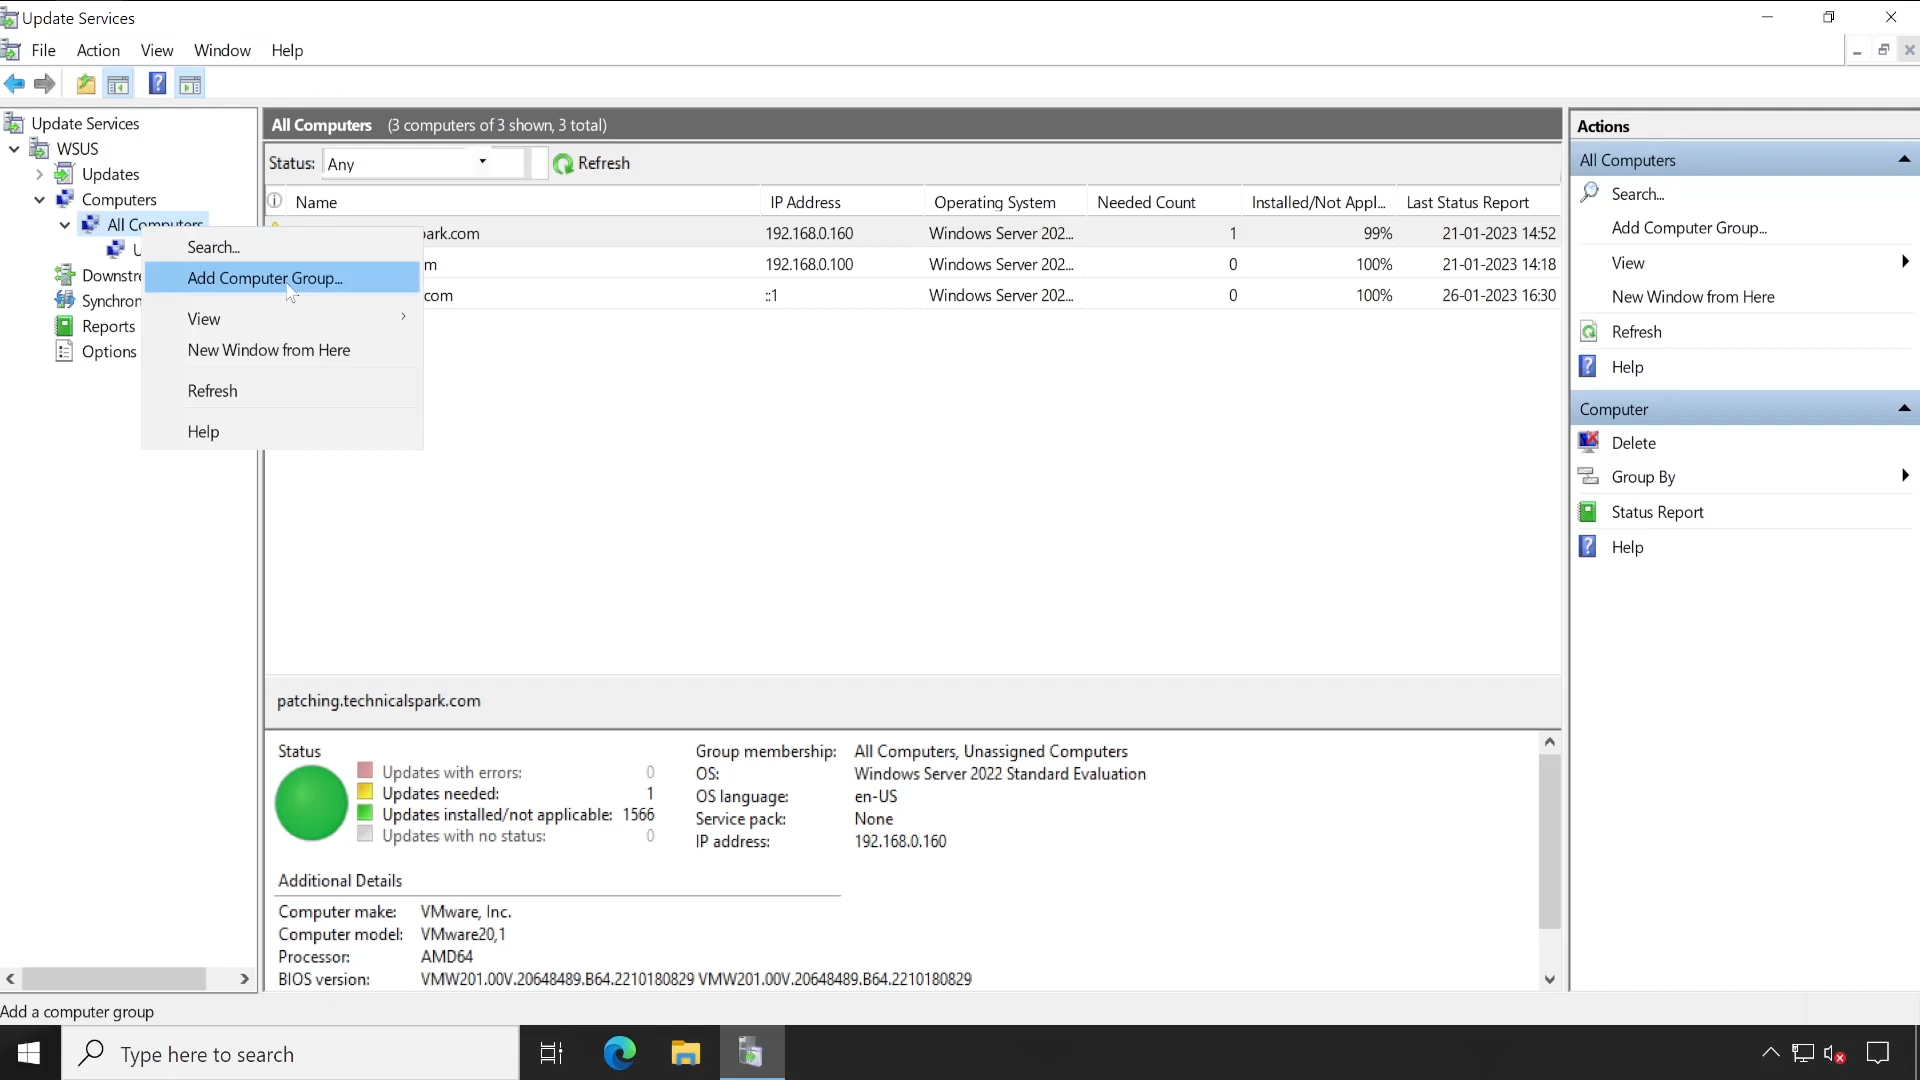 Update Services
File Action View Window Help
Update Services
WSUS
Updates
Computers
All Computers
U
Downstre
Synchron
Reports
Options
Search...
Add Computer Group...
View
New Window from Here
Refresh
Help
All Computers (3 computers of 3 shown, 3 total)
Status: Any Refresh
Name IP Address Operating System Needed Count Installed/Not Appl... Last Status Report
park.com 192.168.0.160 Windows Server 202... 1 99% 21-01-2023 14:52
m 192.168.0.100 Windows Server 202... 0 100% 21-01-2023 14:18
.com ::1 Windows Server 202... 0 100% 26-01-2023 16:30
patching.technicalspark.com
Status
Updates with errors: 0
Updates needed: 1
Updates installed/not applicable: 1566
Updates with no status: 0
Group membership: All Computers, Unassigned Computers
OS: Windows Server 2022 Standard Evaluation
OS language: en-US
Service pack: None
IP address: 192.168.0.160
Additional Details
Computer make: VMware, Inc.
Computer model: VMware20,1
Processor: AMD64
BIOS version: VMW201.00V.20648489.B64.2210180829 VMW201.00V.20648489.B64.2210180829
Actions
All Computers
Search...
Add Computer Group...
View
New Window from Here
Refresh
Help
Computer
Delete
Group By
Status Report
Help
Add a computer group
Type here to search